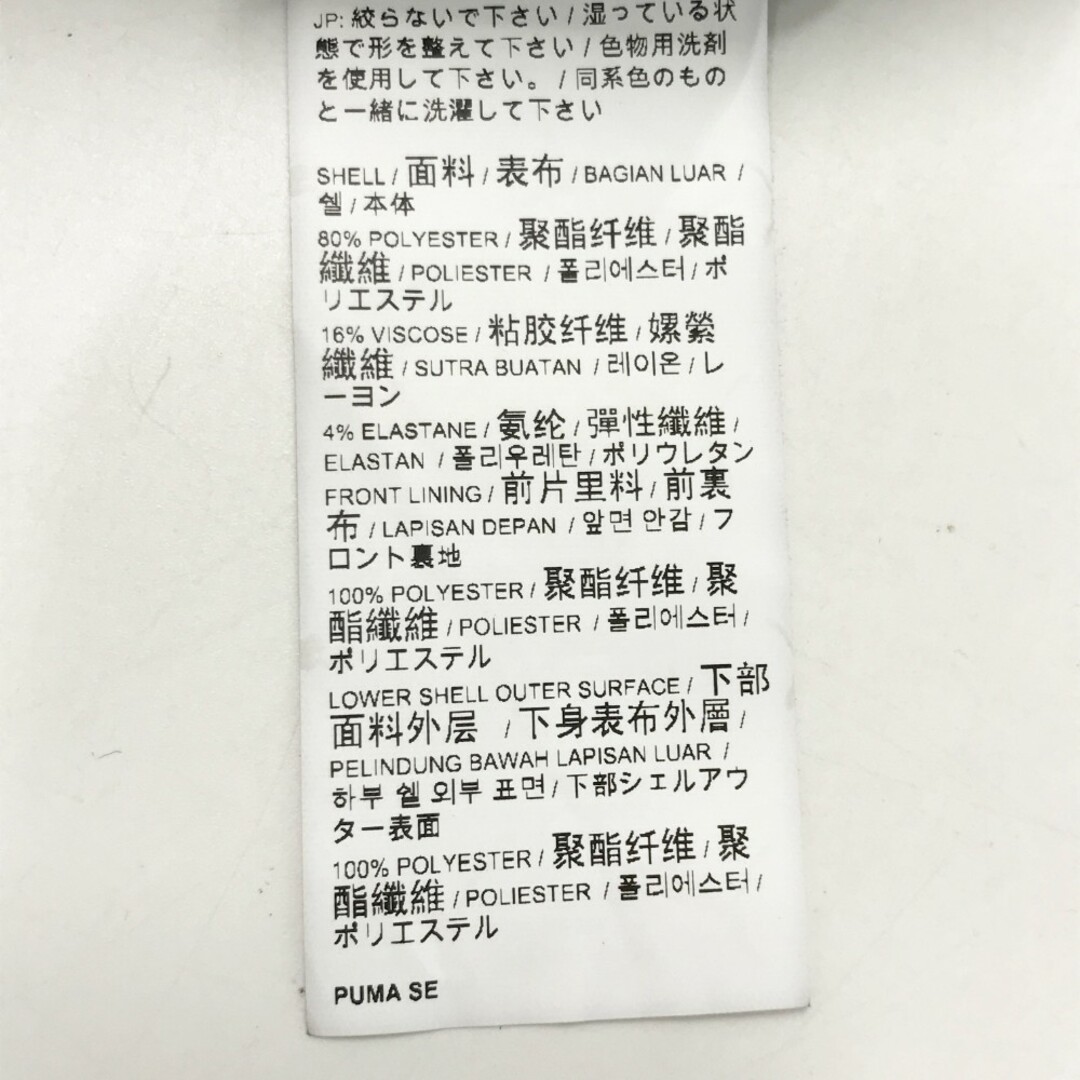 JP: 絞らないで下さい / 湿っている状
態で形を整えて下さい / 色物用洗剤
を使用して下さい。 / 同系色のもの
と一緒に洗濯して下さい
SHELL / 面料 / 表布 / BAGIAN LUAR /
쉘 / 本体
80% POLYESTER / 聚酯纤维 / 聚酯
纖維 / POLIESTER / 폴리에스터 / ポ
リエステル
16% VISCOSE / 粘胶纤维 / 嫘縈
纖維 / SUTRA BUATAN / 레이온 / レ
ーヨン
4% ELASTANE / 氨纶 / 彈性纖維 /
ELASTAN / 폴리우레탄 / ポリウレタン
FRONT LINING / 前片里料 / 前裏
布 / LAPISAN DEPAN / 앞면 안감 / フ
ロント裏地
100% POLYESTER / 聚酯纤维 / 聚
酯纖維 / POLIESTER / 폴리에스터 /
ポリエステル
LOWER SHELL OUTER SURFACE / 下部
面料外层 / 下身表布外層 /
PELINDUNG BAWAH LAPISAN LUAR /
하부 쉘 외부 표면 / 下部シェルアウ
ター表面
100% POLYESTER / 聚酯纤维 / 聚
酯纖維 / POLIESTER / 폴리에스터 /
ポリエステル
PUMA SE